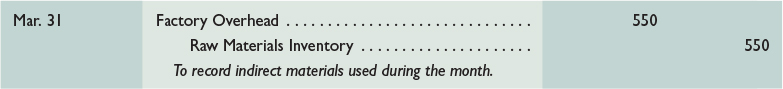 Mar. 31 Factory Overhead . . . . . . . . . . . . . . . . . . . . . . . . . . . . . . 550
Raw Materials Inventory . . . . . . . . . . . . . . . . . . . . . 550
To record indirect materials used during the month.